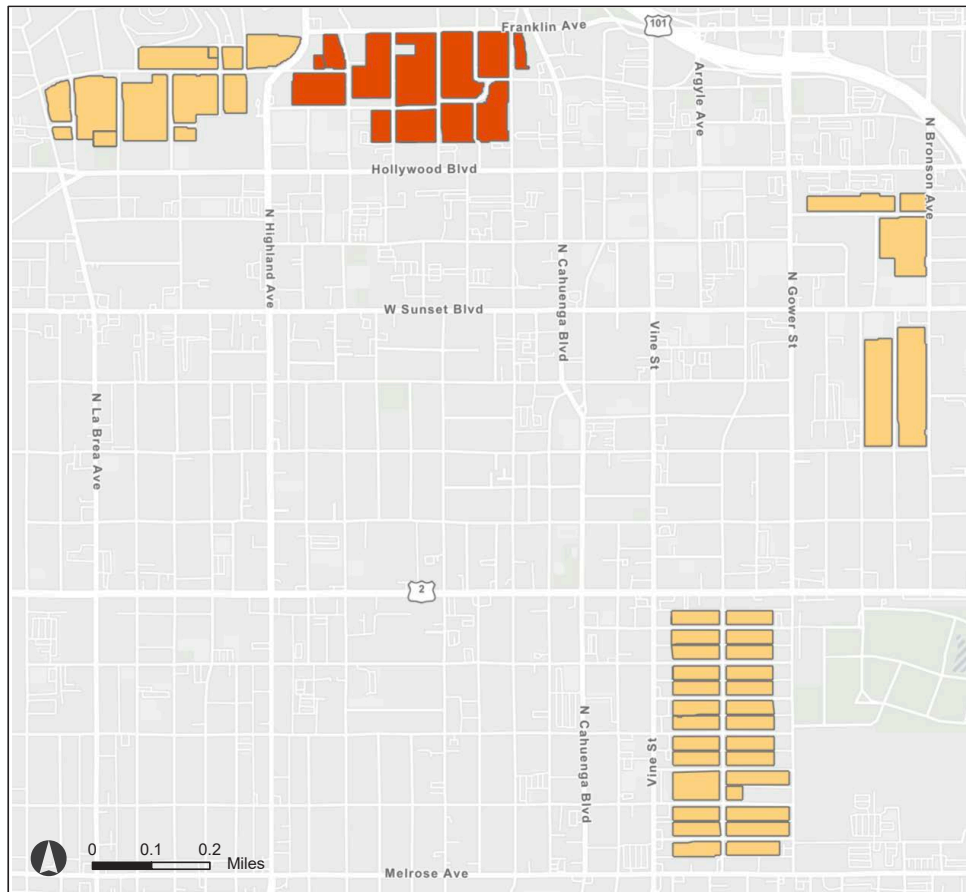 Franklin Ave
101
Argyle Ave
N Bronson Ave
Hollywood Blvd
N Highland Ave
N Cahuenga Blvd
N Gower St
W Sunset Blvd
Vine St
N La Brea Ave
2
N Cahuenga Blvd
Vine St
0 0.1 0.2
Miles
Melrose Ave